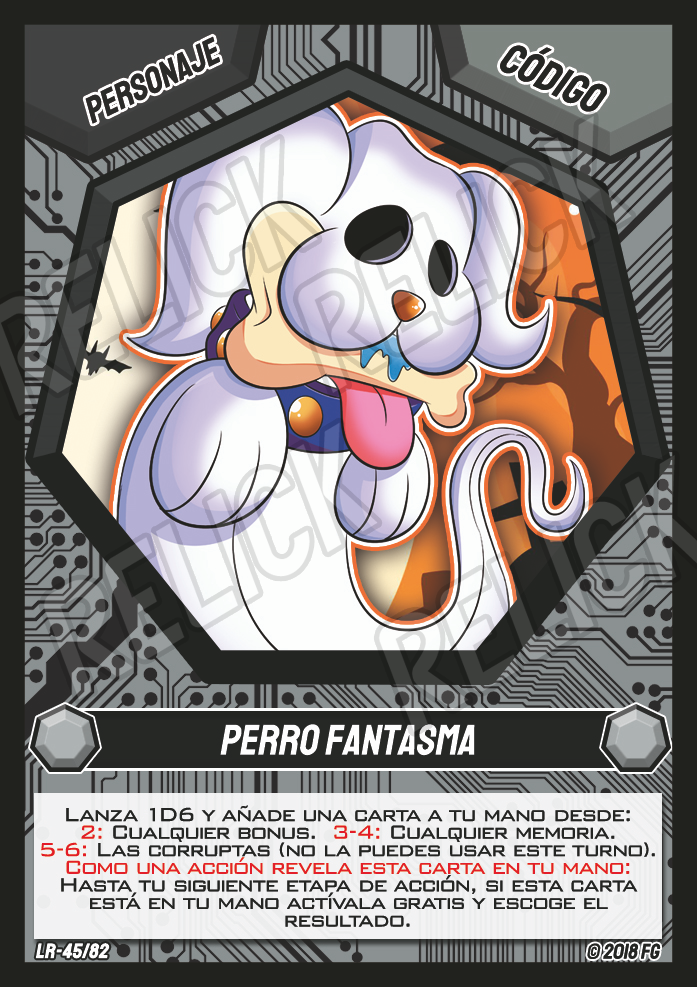 PERSONAJE
CÓDIGO
RELICK
RELICK
RELICK
RELICK
PERRO FANTASMA
Lanza 1D6 y añade una carta a tu mano desde:
2: Cualquier bonus. 3-4: Cualquier memoria.
5-6: Las corruptas (no la puedes usar este turno).
Como una acción revela esta carta en tu mano:
Hasta tu siguiente etapa de acción, si esta carta
está en tu mano actívala gratis y escoge el
resultado.
LR-45/82
© 2018 FG